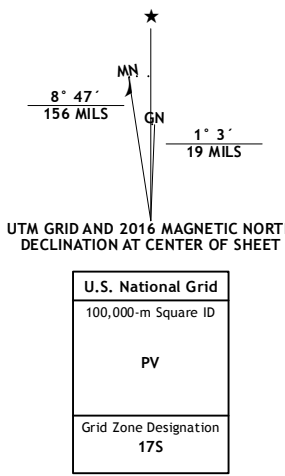 MN
8° 47´
156 MILS
GN
1° 3´
19 MILS
UTM GRID AND 2016 MAGNETIC NORT
DECLINATION AT CENTER OF SHEET
U.S. National Grid
100,000-m Square ID
PV
Grid Zone Designation
17S